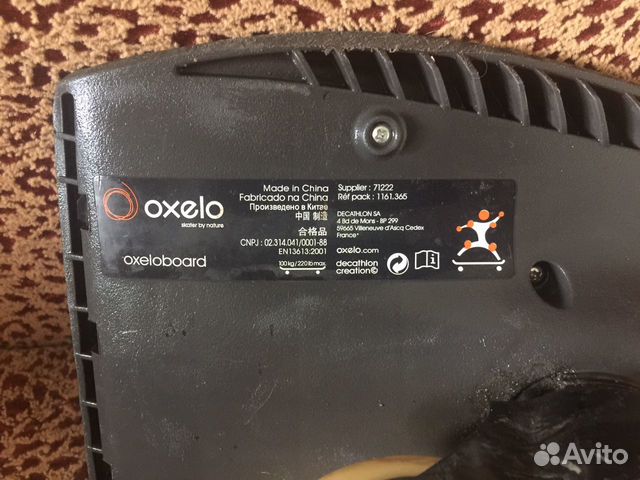 oxelo
skater by nature
oxeloboard
Made in China
Fabricado na China
Произведено в Китае
中国 制造
合格品
CNPJ : 02.314.041/0001-88
EN13613:2001
100 kg / 220 lb max.
Supplier : 71222
Réf pack : 1161.365
DECATHLON SA
4 Bd de Mons - BP 299
59665 Villeneuve d'Ascq Cedex
France*
oxelo.com
decathlon
creation©
Avito